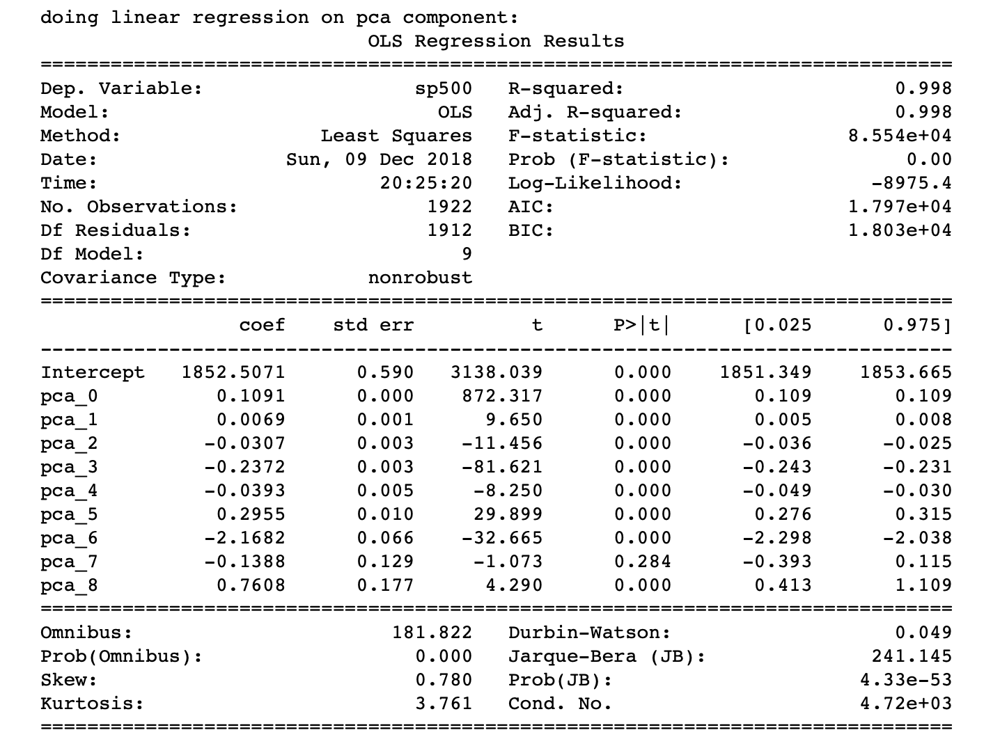 doing linear regression on pca component:
OLS Regression Results
==============================================================================
Dep. Variable:                  sp500   R-squared:                       0.998
Model:                            OLS   Adj. R-squared:                  0.998
Method:                 Least Squares   F-statistic:                 8.554e+04
Date:                Sun, 09 Dec 2018   Prob (F-statistic):               0.00
Time:                        20:25:20   Log-Likelihood:                -8975.4
No. Observations:                1922   AIC:                         1.797e+04
Df Residuals:                    1912   BIC:                         1.803e+04
Df Model:                           9
Covariance Type:            nonrobust
==============================================================================
                 coef    std err          t      P>|t|      [0.025      0.975]
------------------------------------------------------------------------------
Intercept   1852.5071      0.590   3138.039      0.000    1851.349    1853.665
pca_0          0.1091      0.000    872.317      0.000       0.109       0.109
pca_1          0.0069      0.001      9.650      0.000       0.005       0.008
pca_2         -0.0307      0.003    -11.456      0.000      -0.036      -0.025
pca_3         -0.2372      0.003    -81.621      0.000      -0.243      -0.231
pca_4         -0.0393      0.005     -8.250      0.000      -0.049      -0.030
pca_5          0.2955      0.010     29.899      0.000       0.276       0.315
pca_6         -2.1682      0.066    -32.665      0.000      -2.298      -2.038
pca_7         -0.1388      0.129     -1.073      0.284      -0.393       0.115
pca_8          0.7608      0.177      4.290      0.000       0.413       1.109
==============================================================================
Omnibus:                      181.822   Durbin-Watson:                   0.049
Prob(Omnibus):                  0.000   Jarque-Bera (JB):              241.145
Skew:                           0.780   Prob(JB):                     4.33e-53
Kurtosis:                       3.761   Cond. No.                     4.72e+03
==============================================================================